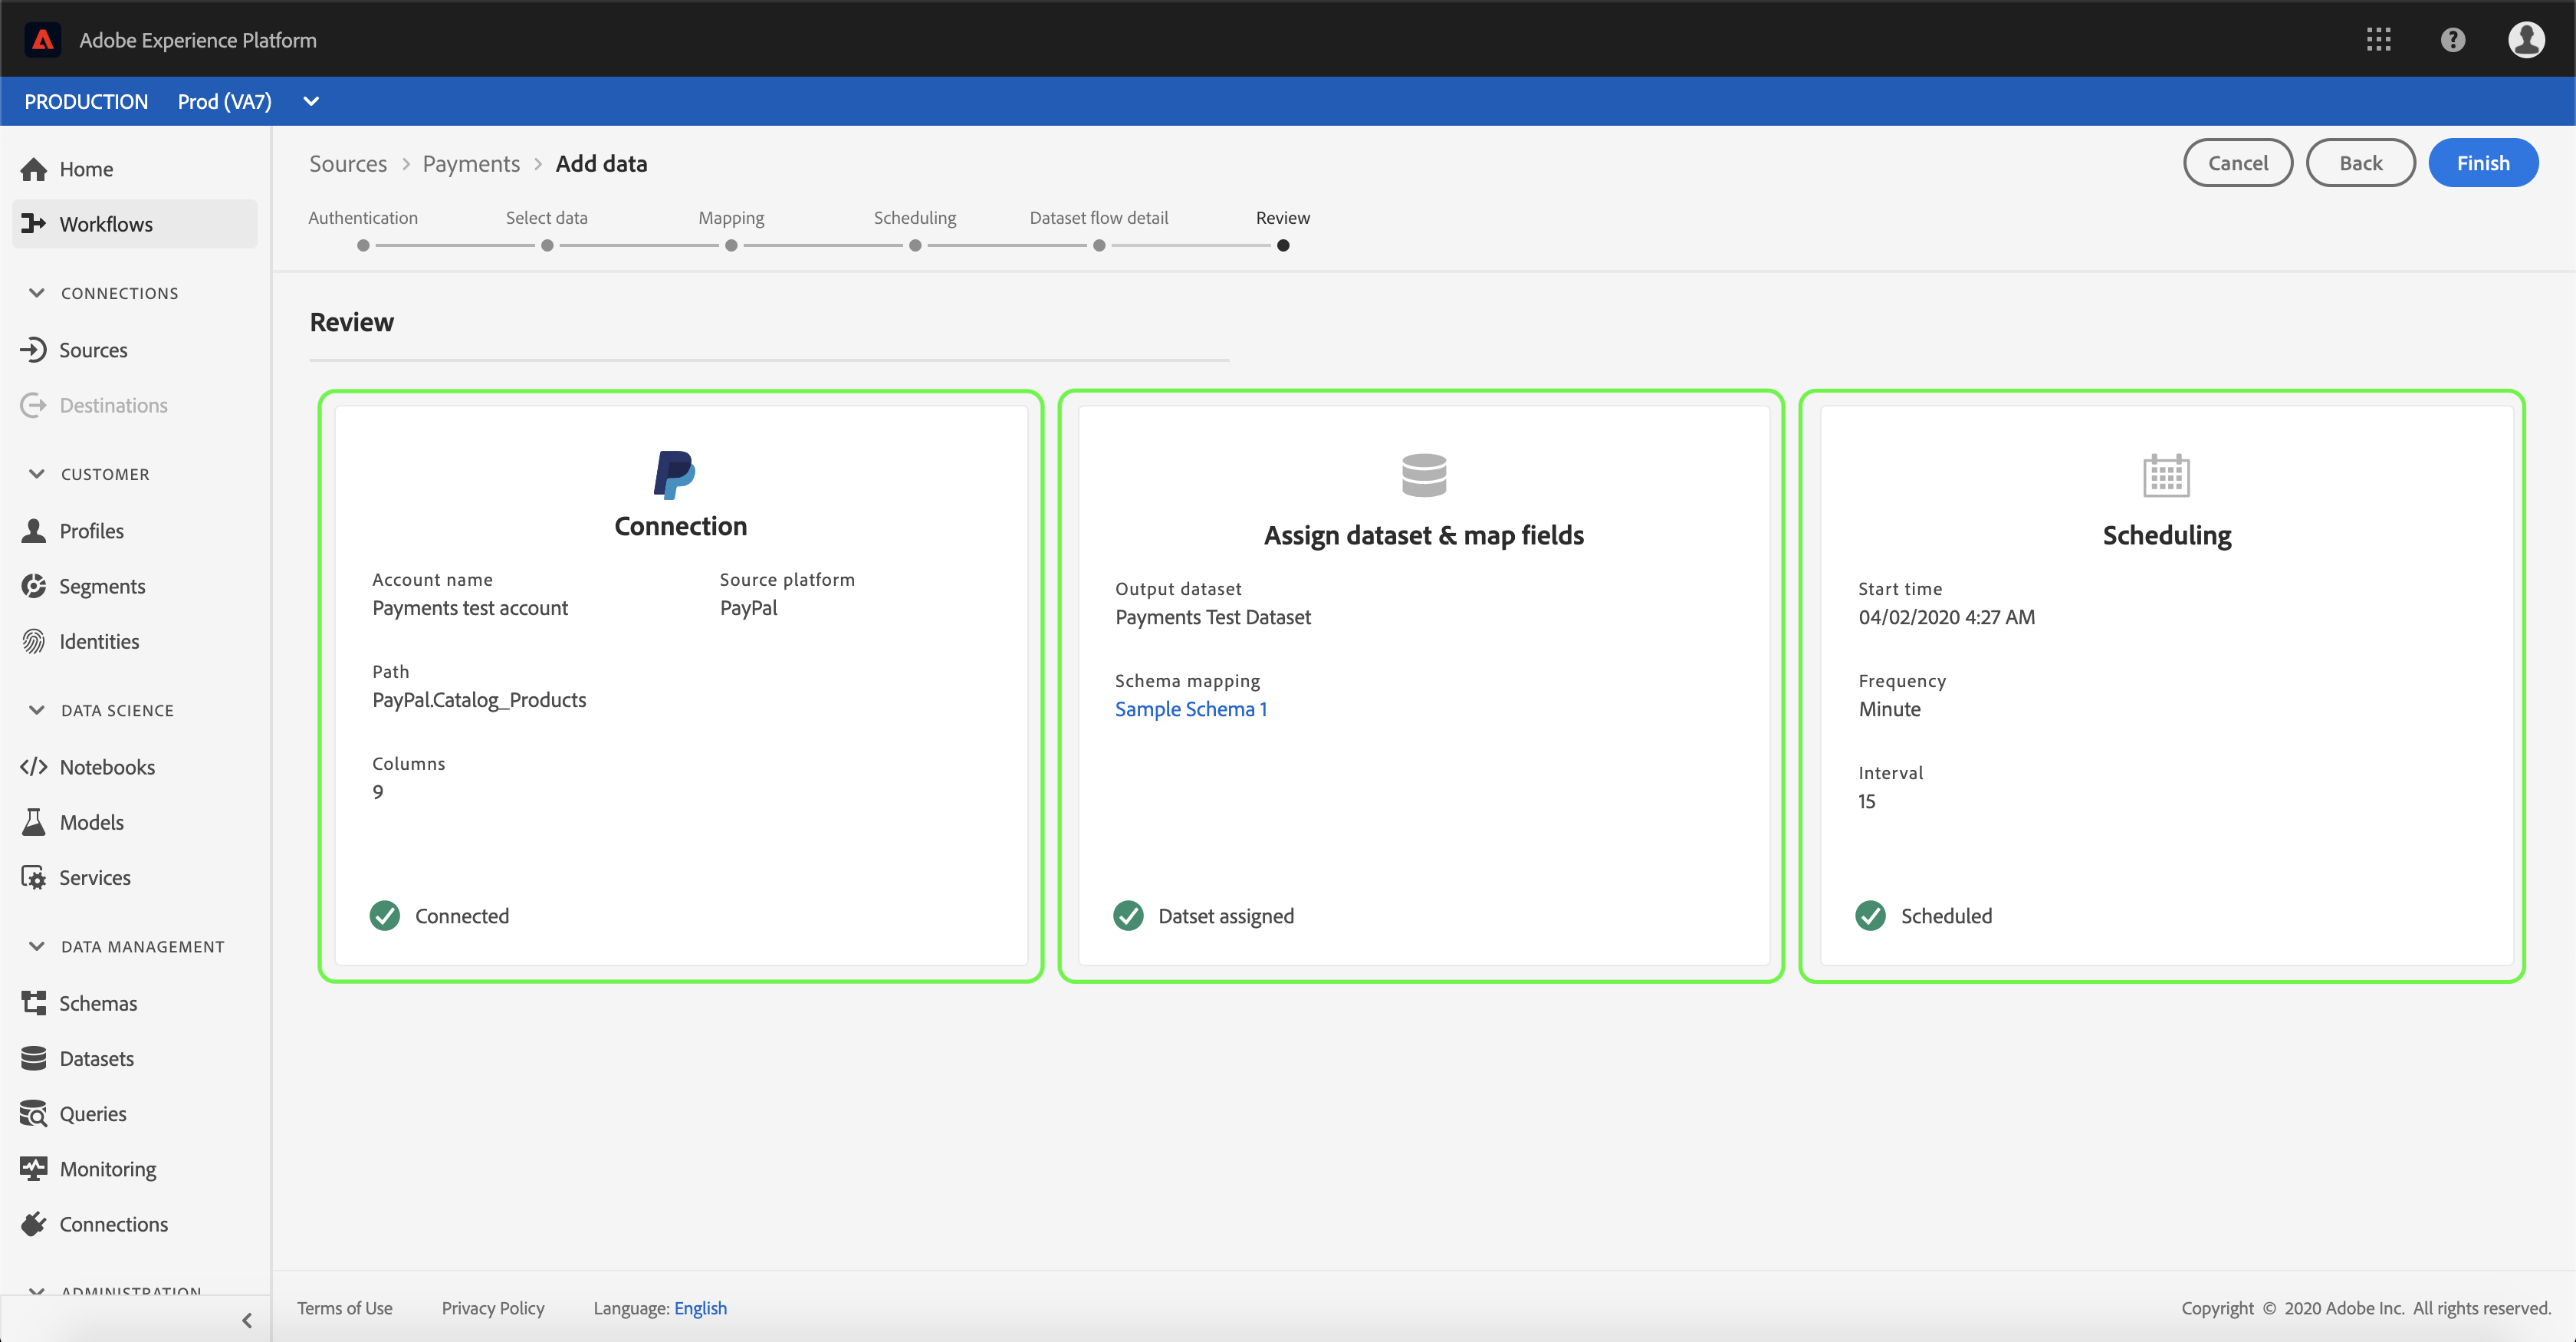 Adobe Experience Platform
PRODUCTION Prod (VA7)
Home
Workflows
CONNECTIONS
Sources
Destinations
CUSTOMER
Profiles
Segments
Identities
DATA SCIENCE
Notebooks
Models
Services
DATA MANAGEMENT
Schemas
Datasets
Queries
Monitoring
Connections
ADMINISTRATION
Sources > Payments > Add data
Cancel Back Finish
Authentication Select data Mapping Scheduling Dataset flow detail Review
Review
Connection
Account name Source platform
Payments test account PayPal
Path
PayPal.Catalog_Products
Columns
9
Connected
Assign dataset & map fields
Output dataset
Payments Test Dataset
Schema mapping
Sample Schema 1
Datset assigned
Scheduling
Start time
04/02/2020 4:27 AM
Frequency
Minute
Interval
15
Scheduled
Terms of Use Privacy Policy Language: English
Copyright © 2020 Adobe Inc. All rights reserved.